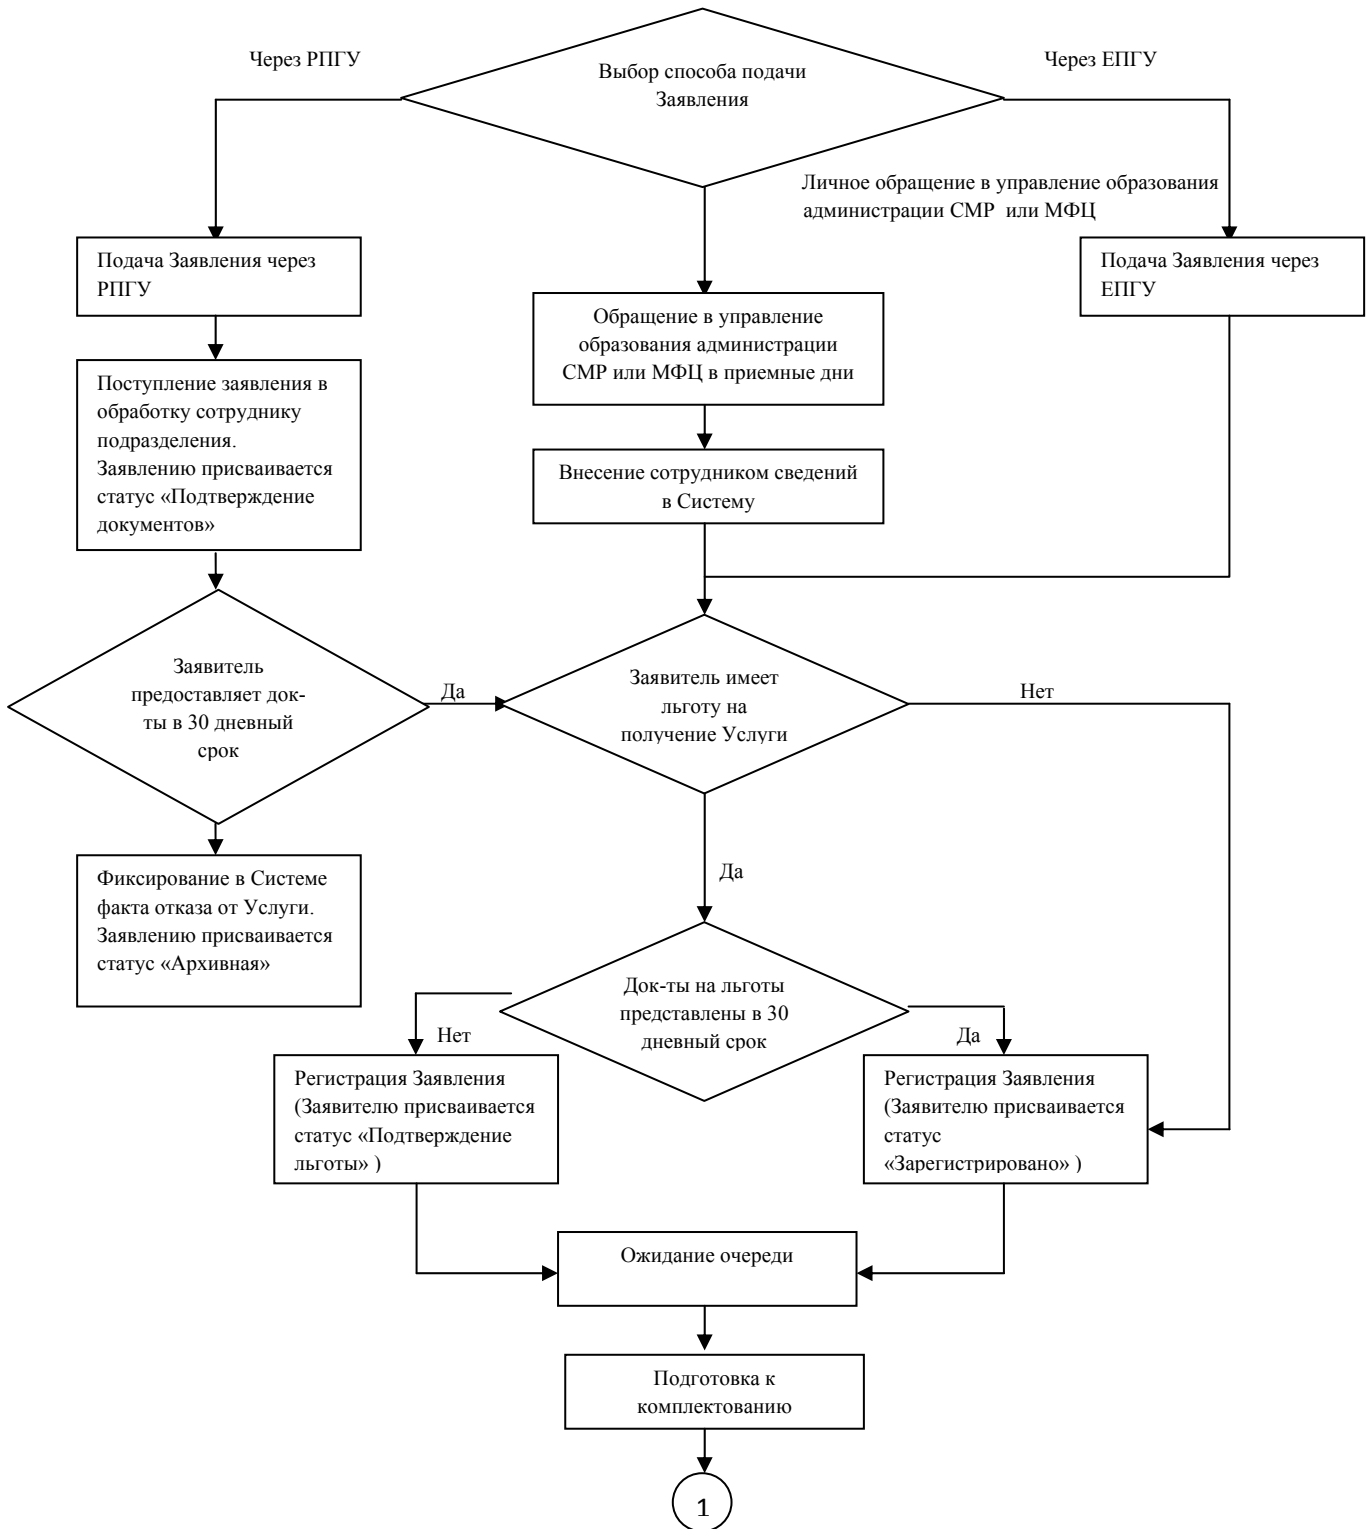 Через РПГУ
Выбор способа подачи
Заявления
Через ЕПГУ
Личное обращение в управление образования
администрации СМР или МФЦ
Подача Заявления через
РПГУ
Подача Заявления через
ЕПГУ
Обращение в управление
образования администрации
СМР или МФЦ в приемные дни
Поступление заявления в
обработку сотруднику
подразделения.
Заявлению присваивается
статус «Подтверждение
документов»
Внесение сотрудником сведений
в Систему
Заявитель
предоставляет док-
ты в 30 дневный
срок
Да
Заявитель имеет
льготу на
получение Услуги
Нет
Фиксирование в Системе
факта отказа от Услуги.
Заявлению присваивается
статус «Архивная»
Да
Док-ты на льготы
представлены в 30
дневный срок
Нет
Да
Регистрация Заявления
(Заявителю присваивается
статус «Подтверждение
льготы» )
Регистрация Заявления
(Заявителю присваивается
статус
«Зарегистрировано» )
Ожидание очереди
Подготовка к
комплектованию
1